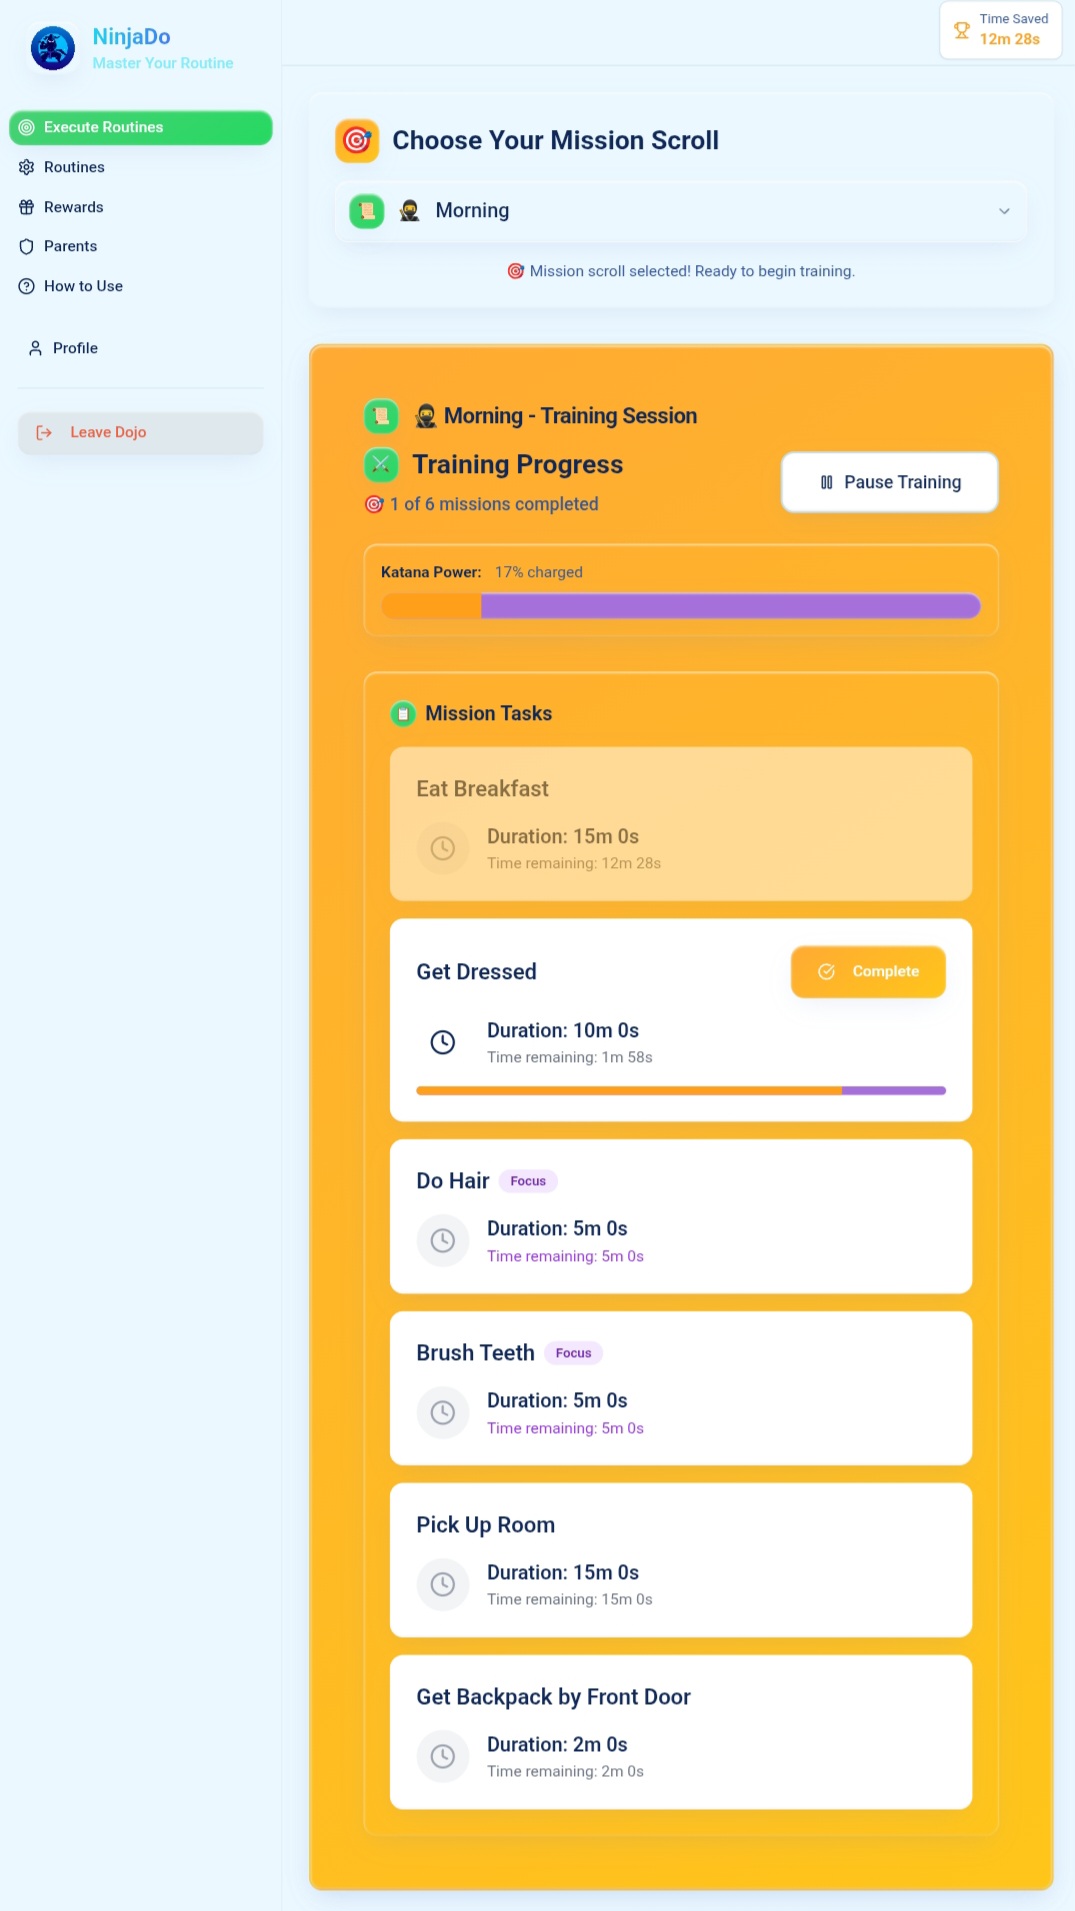 NinjaDo
Master Your Routine
Execute Routines
Routines
Rewards
Parents
How to Use
Profile
Leave Dojo
Time Saved
12m 28s
Choose Your Mission Scroll
Morning
Mission scroll selected! Ready to begin training.
Morning - Training Session
Training Progress
1 of 6 missions completed
Pause Training
Katana Power: 17% charged
Mission Tasks
Eat Breakfast
Duration: 15m 0s
Time remaining: 12m 28s
Get Dressed
Complete
Duration: 10m 0s
Time remaining: 1m 58s
Do Hair Focus
Duration: 5m 0s
Time remaining: 5m 0s
Brush Teeth Focus
Duration: 5m 0s
Time remaining: 5m 0s
Pick Up Room
Duration: 15m 0s
Time remaining: 15m 0s
Get Backpack by Front Door
Duration: 2m 0s
Time remaining: 2m 0s